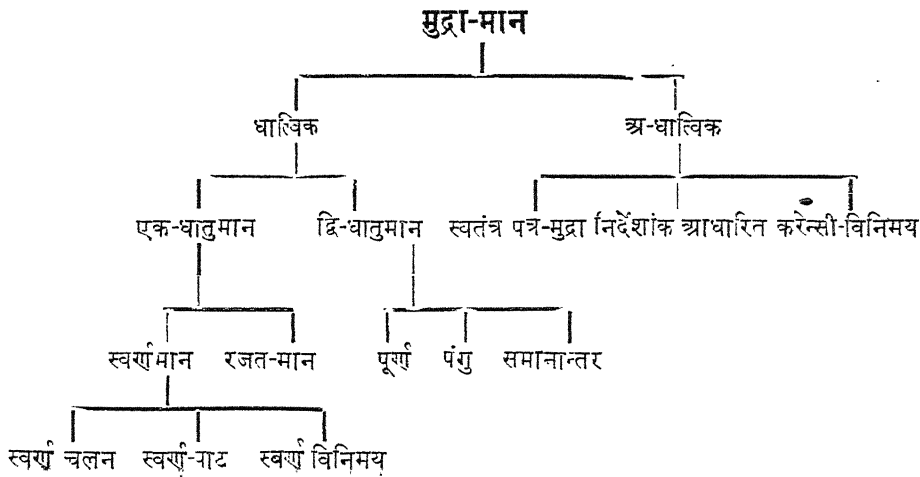 मुद्रा-मान
धात्विक अ-धात्विक
एक-धातुमान द्वि-धातुमान स्वतंत्र पत्र-मुद्रा निर्देशांक आधारित करेन्सी-विनिमय
स्वर्णमान रजत-मान पूर्ण पंगु समानान्तर
स्वर्ण चलन स्वर्ण-पाट स्वर्ण विनिमय